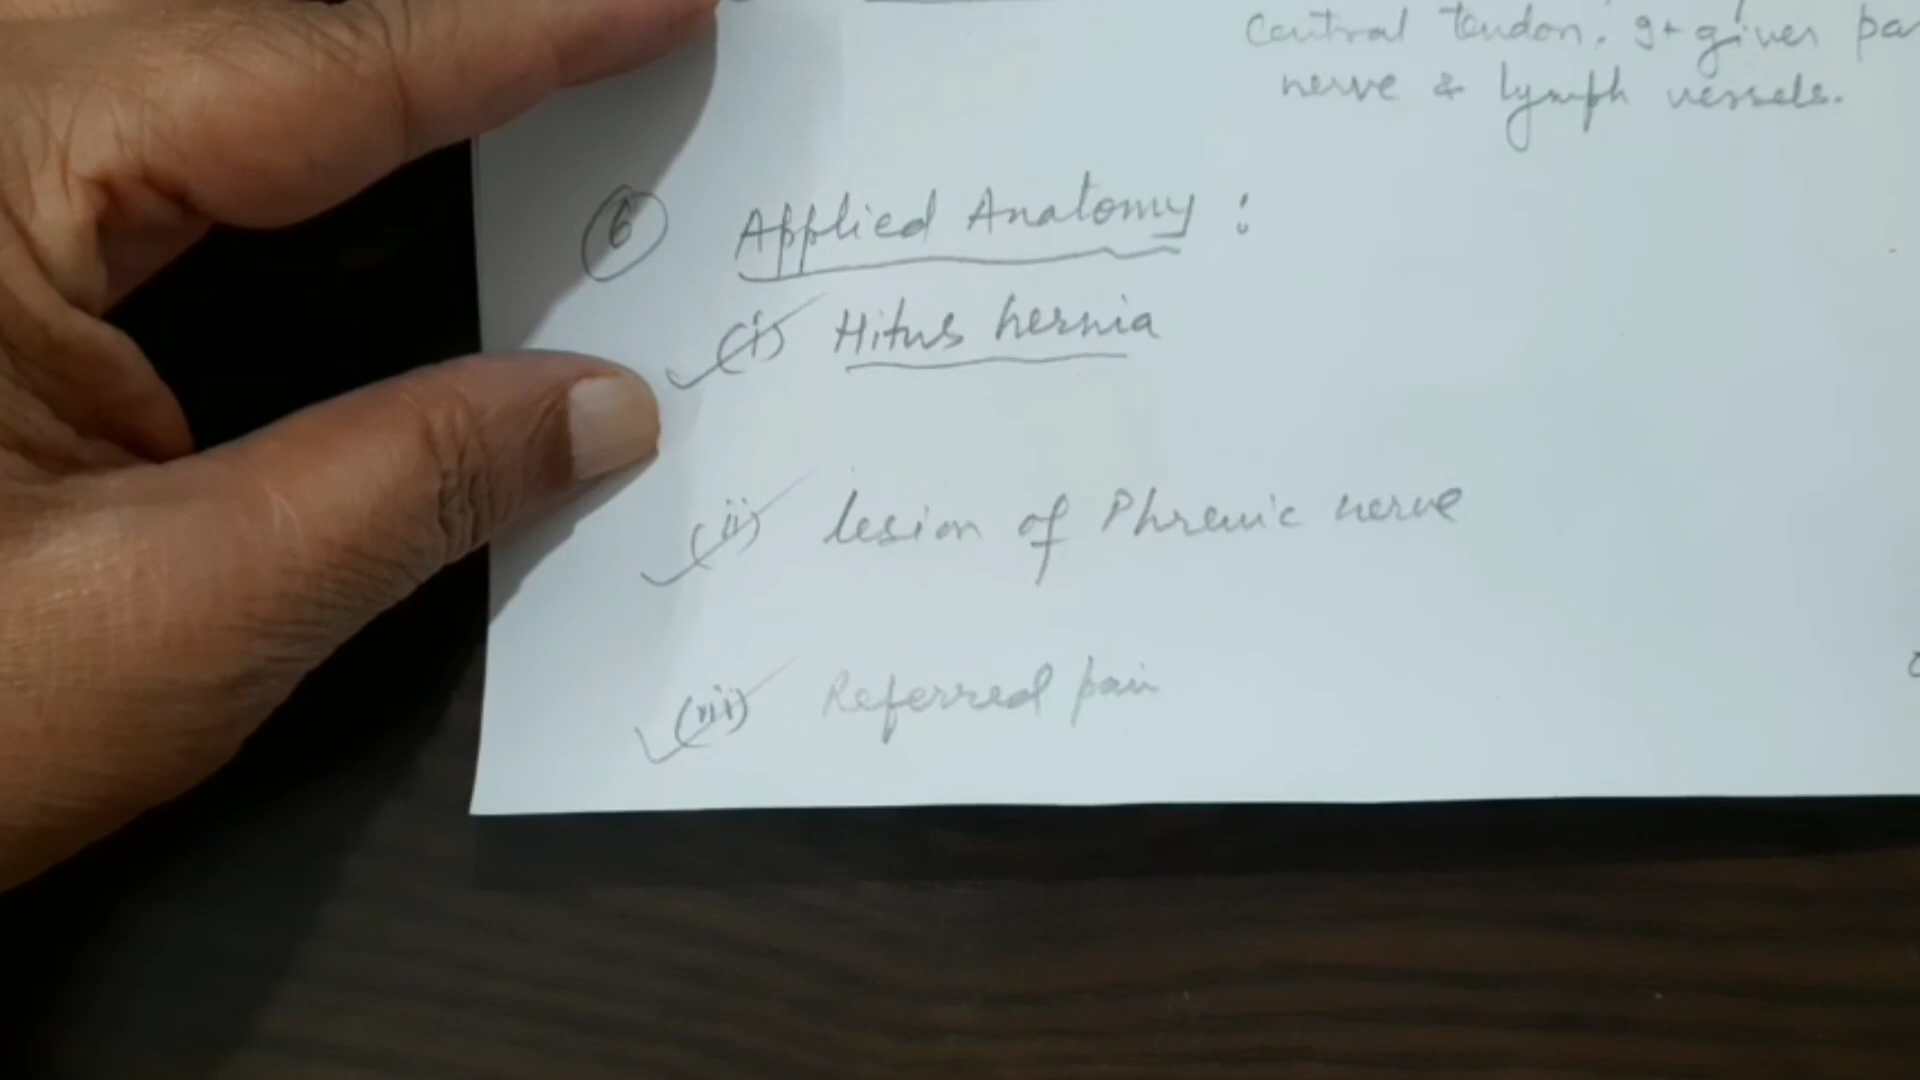 Central tendon. It gives pa
nerve & lymph vessels.
6 Applied Anatomy :
(i) Hitus hernia
(ii) lesion of Phrenic nerve
(iii) Referred pain